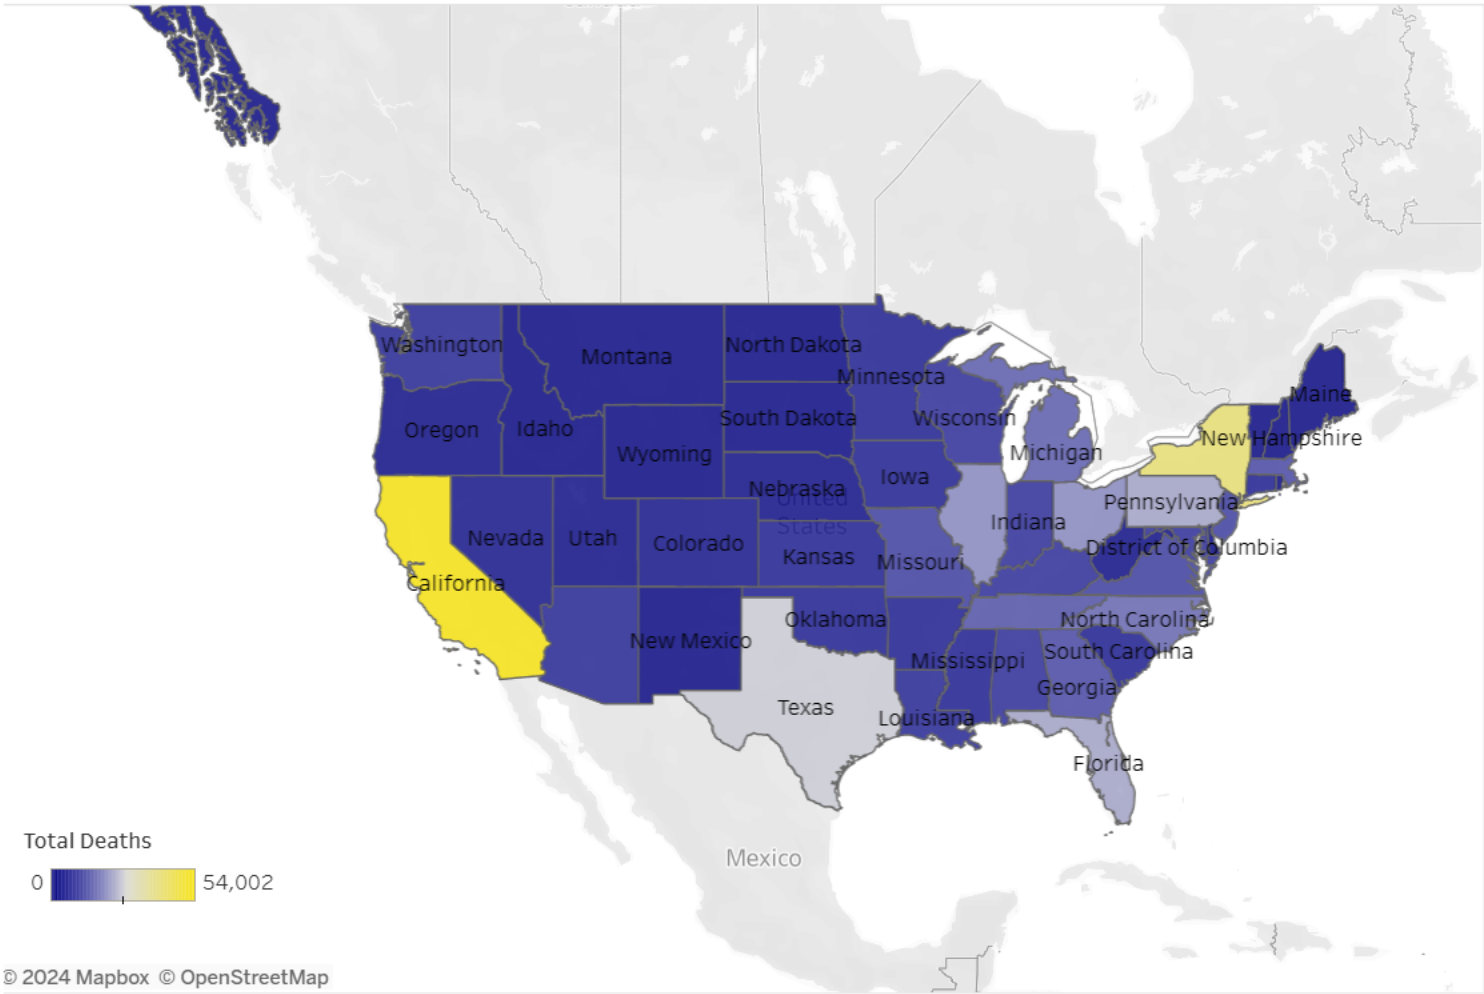 Washington
Montana
North Dakota
Minnesota
Maine
Oregon
Idaho
South Dakota
Wisconsin
New Hampshire
Wyoming
Michigan
Nebraska
Iowa
United
States
Pennsylvania
Nevada
Utah
Colorado
Kansas
Missouri
Indiana
District of Columbia
California
New Mexico
Oklahoma
North Carolina
Mississippi
South Carolina
Georgia
Texas
Louisiana
Florida
Mexico
Total Deaths
0
54,002
© 2024 Mapbox © OpenStreetMap